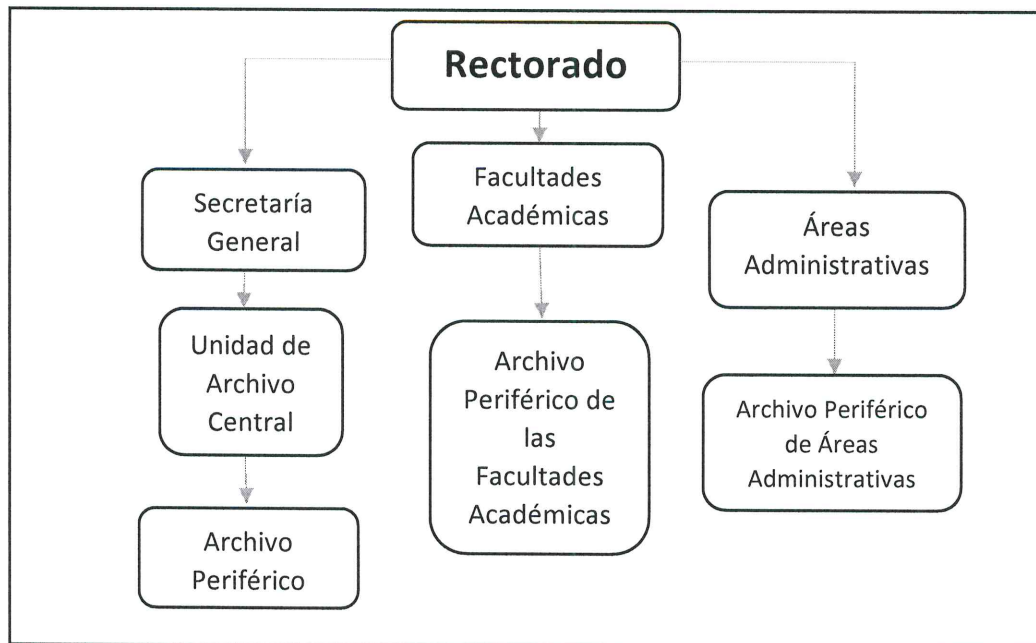 Rectorado
Secretaría
General
Unidad de
Archivo
Central
Archivo
Periférico
Facultades
Académicas
Archivo
Periférico de
las
Facultades
Académicas
Áreas
Administrativas
Archivo Periférico
de Áreas
Administrativas